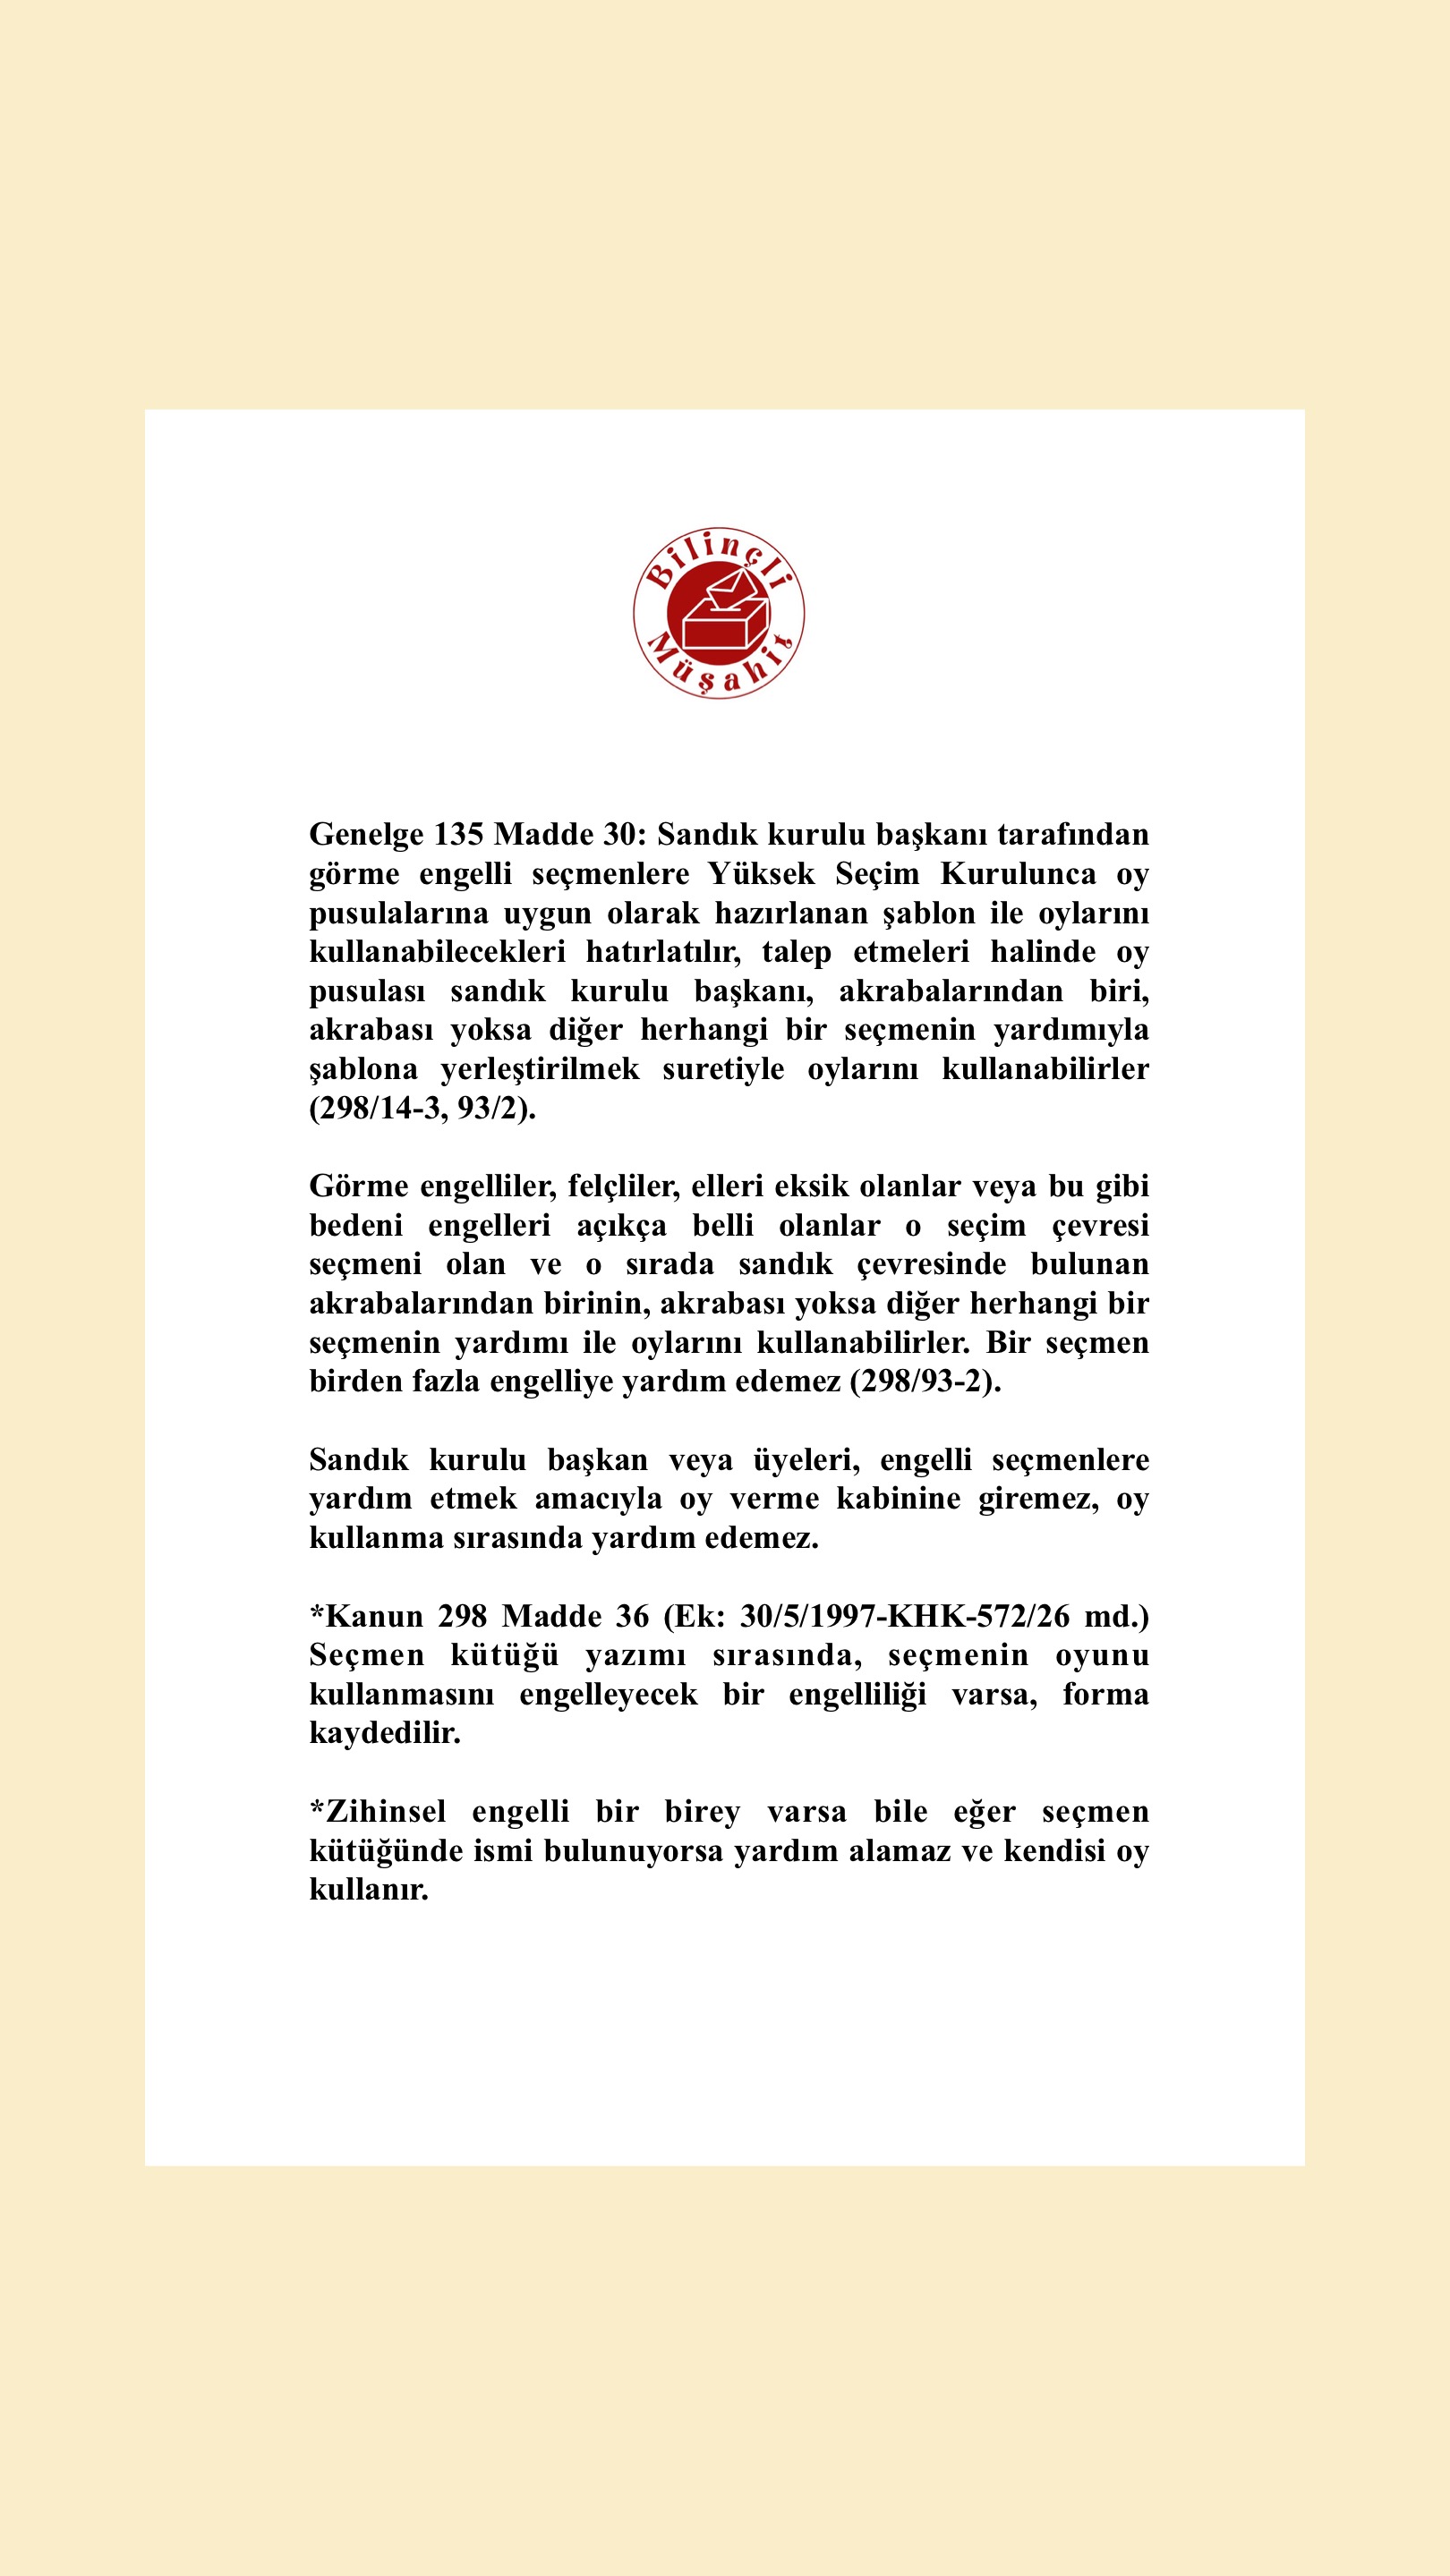 Bilinçli
Müşahit
Genelge 135 Madde 30: Sandık kurulu başkanı tarafından
görme engelli seçmenlere Yüksek Seçim Kurulunca oy
pusulalarına uygun olarak hazırlanan şablon ile oylarını
kullanabilecekleri hatırlatılır, talep etmeleri halinde oy
pusulası sandık kurulu başkanı, akrabalarından biri,
akrabası yoksa diğer herhangi bir seçmenin yardımıyla
şablona yerleştirilmek suretiyle oylarını kullanabilirler
(298/14-3, 93/2).
Görme engelliler, felçliler, elleri eksik olanlar veya bu gibi
bedeni engelleri açıkça belli olanlar o seçim çevresi
seçmeni olan ve o sırada sandık çevresinde bulunan
akrabalarından birinin, akrabası yoksa diğer herhangi bir
seçmenin yardımı ile oylarını kullanabilirler. Bir seçmen
birden fazla engelliye yardım edemez (298/93-2).
Sandık kurulu başkan veya üyeleri, engelli seçmenlere
yardım etmek amacıyla oy verme kabinine giremez, oy
kullanma sırasında yardım edemez.
*Kanun 298 Madde 36 (Ek: 30/5/1997-KHK-572/26 md.)
Seçmen kütüğü yazımı sırasında, seçmenin oyunu
kullanmasını engelleyecek bir engelliliği varsa, forma
kaydedilir.
*Zihinsel engelli bir birey varsa bile eğer seçmen
kütüğünde ismi bulunuyorsa yardım alamaz ve kendisi oy
kullanır.